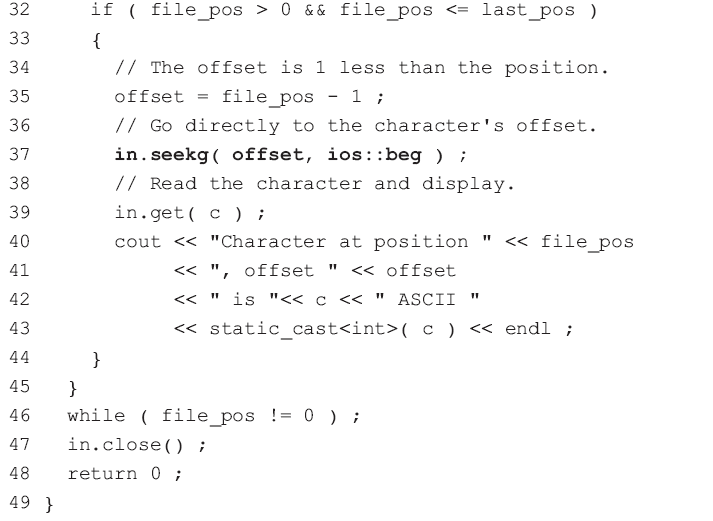 32     if ( file_pos > 0 && file_pos <= last_pos )
33     {
34       // The offset is 1 less than the position.
35       offset = file_pos - 1 ;
36       // Go directly to the character's offset.
37       in.seekg( offset, ios::beg ) ;
38       // Read the character and display.
39       in.get( c ) ;
40       cout << "Character at position " << file_pos
41            << ", offset " << offset
42            << " is "<< c << " ASCII "
43            << static_cast<int>( c ) << endl ;
44     }
45   }
46   while ( file_pos != 0 ) ;
47   in.close() ;
48   return 0 ;
49 }